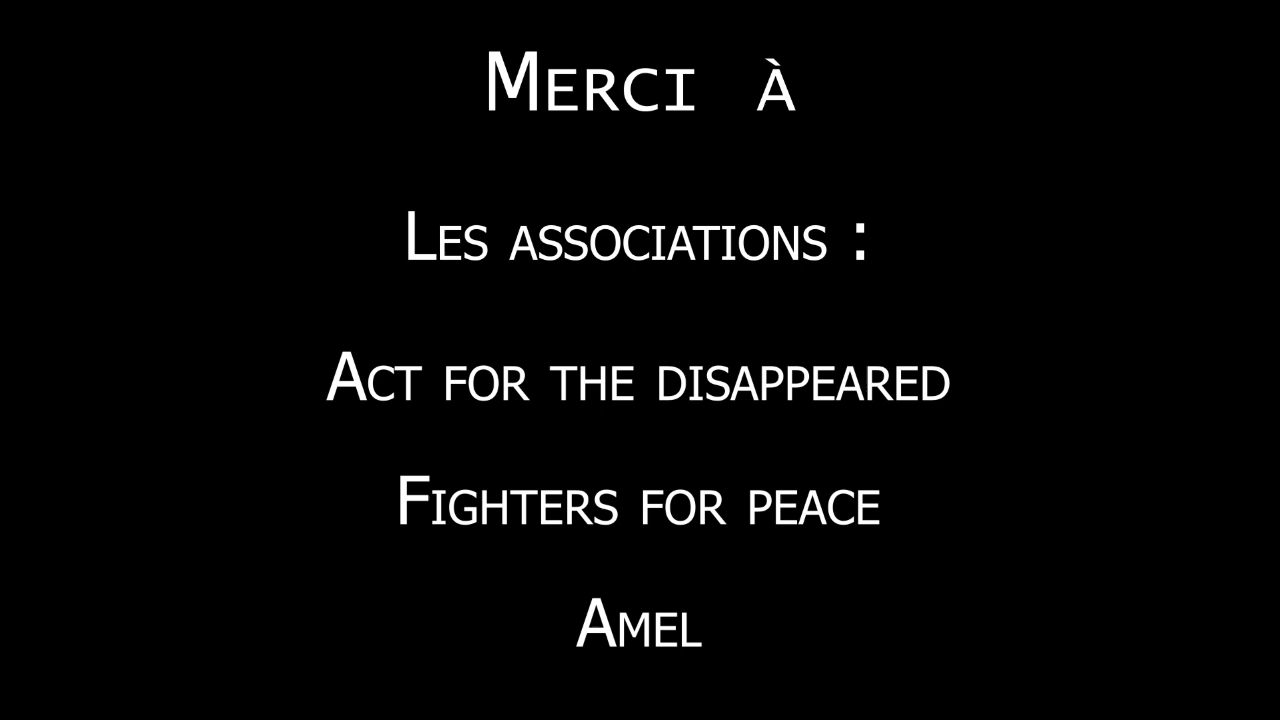 Merci à
Les associations :
Act for the disappeared
Fighters for peace
Amel